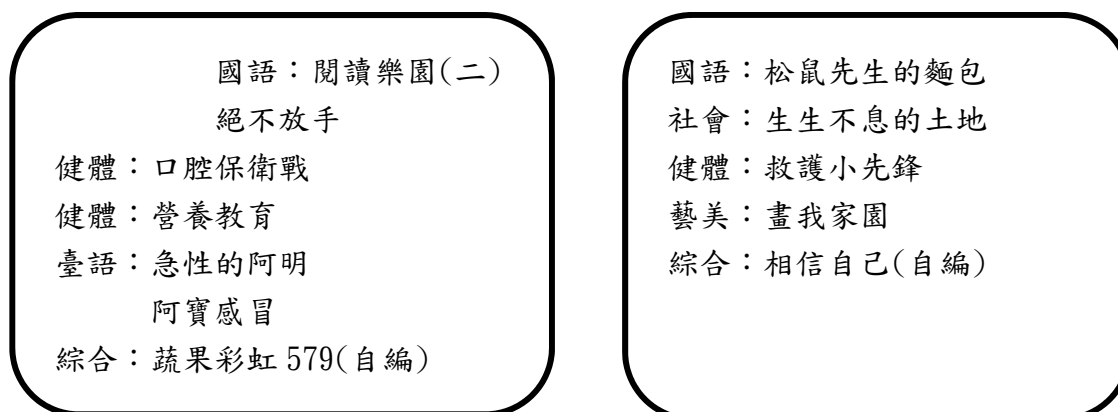 國語：閱讀樂園(二)
絕不放手
健體：口腔保衛戰
健體：營養教育
臺語：急性的阿明
阿寶感冒
綜合：蔬果彩虹 579(自編)
國語：松鼠先生的麵包
社會：生生不息的土地
健體：救護小先鋒
藝美：畫我家園
綜合：相信自己(自編)